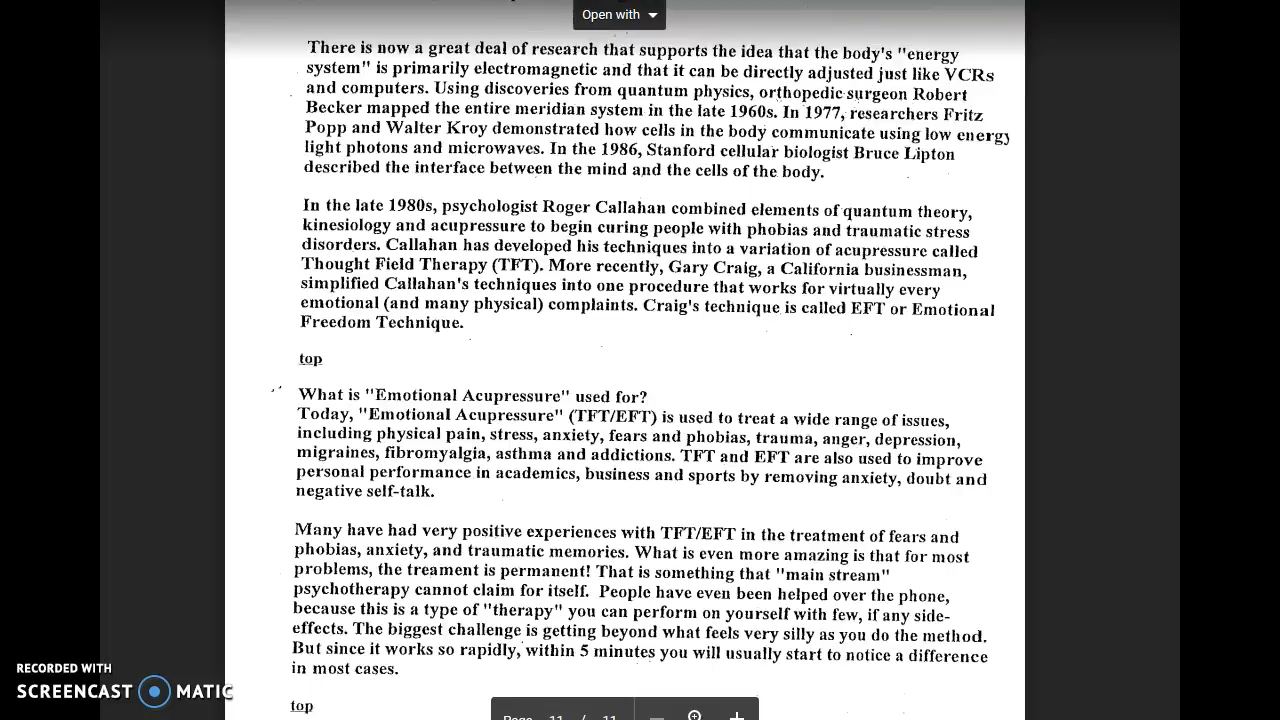 Open with
There is now a great deal of research that supports the idea that the body's "energy
system" is primarily electromagnetic and that it can be directly adjusted just like VCRs
and computers. Using discoveries from quantum physics, orthopedic surgeon Robert
Becker mapped the entire meridian system in the late 1960s. In 1977, researchers Fritz
Popp and Walter Kroy demonstrated how cells in the body communicate using low energy
light photons and microwaves. In the 1986, Stanford cellular biologist Bruce Lipton
described the interface between the mind and the cells of the body.
In the late 1980s, psychologist Roger Callahan combined elements of quantum theory,
kinesiology and acupressure to begin curing people with phobias and traumatic stress
disorders. Callahan has developed his techniques into a variation of acupressure called
Thought Field Therapy (TFT). More recently, Gary Craig, a California businessman,
simplified Callahan's techniques into one procedure that works for virtually every
emotional (and many physical) complaints. Craig's technique is called EFT or Emotional
Freedom Technique.
top
What is "Emotional Acupressure" used for?
Today, "Emotional Acupressure" (TFT/EFT) is used to treat a wide range of issues,
including physical pain, stress, anxiety, fears and phobias, trauma, anger, depression,
migraines, fibromyalgia, asthma and addictions. TFT and EFT are also used to improve
personal performance in academics, business and sports by removing anxiety, doubt and
negative self-talk.
Many have had very positive experiences with TFT/EFT in the treatment of fears and
phobias, anxiety, and traumatic memories. What is even more amazing is that for most
problems, the treament is permanent! That is something that "main stream"
psychotherapy cannot claim for itself. People have even been helped over the phone,
because this is a type of "therapy" you can perform on yourself with few, if any side-
effects. The biggest challenge is getting beyond what feels very silly as you do the method.
But since it works so rapidly, within 5 minutes you will usually start to notice a difference
in most cases.
top
Page 11 / 11
RECORDED WITH
SCREENCAST MATIC